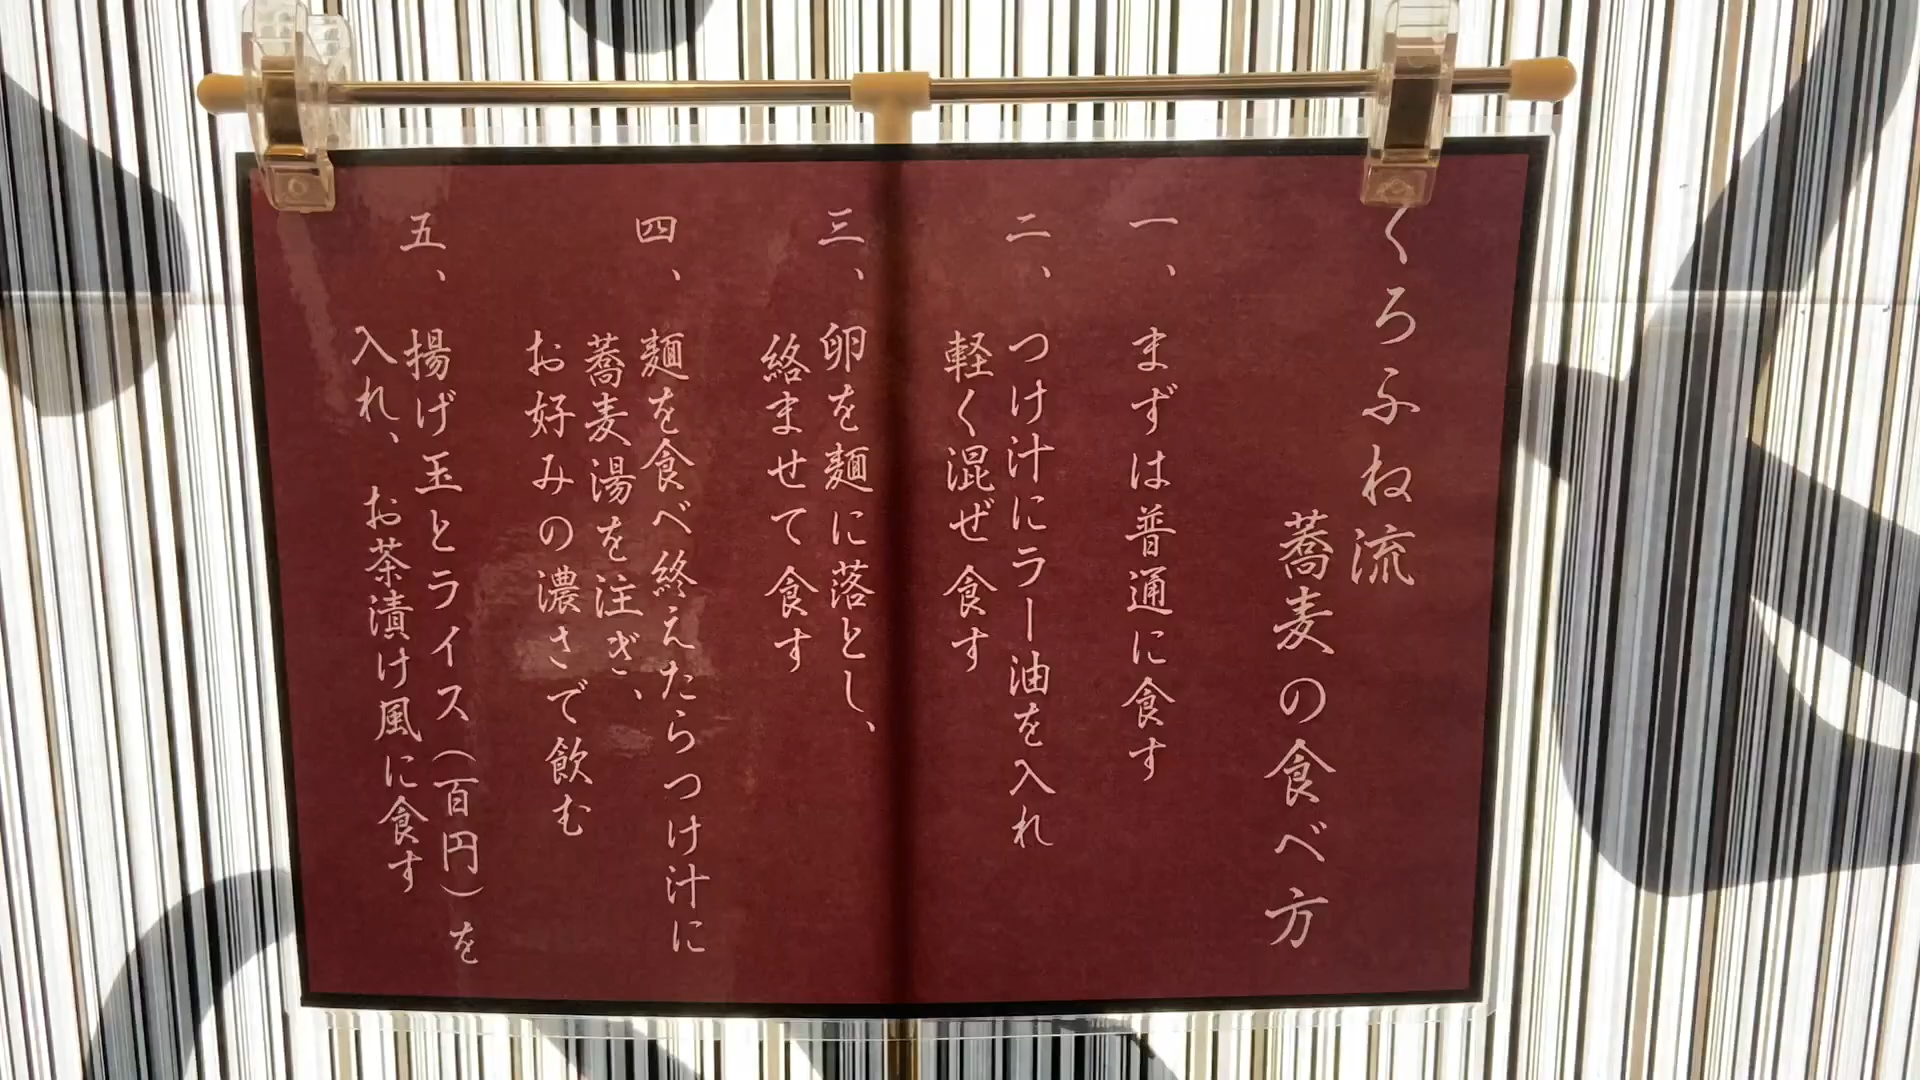 くろふね流
蕎麦の食べ方
一、まずは普通に食す
二、つけ汁にラー油を入れ
軽く混ぜ食す
三、卵を麺に落とし、
絡ませて食す
四、麺を食べ終えたらつけ汁に
蕎麦湯を注ぎ、
お好みの濃さで飲む
五、揚げ玉とライス（百円）を
入れ、お茶漬け風に食す